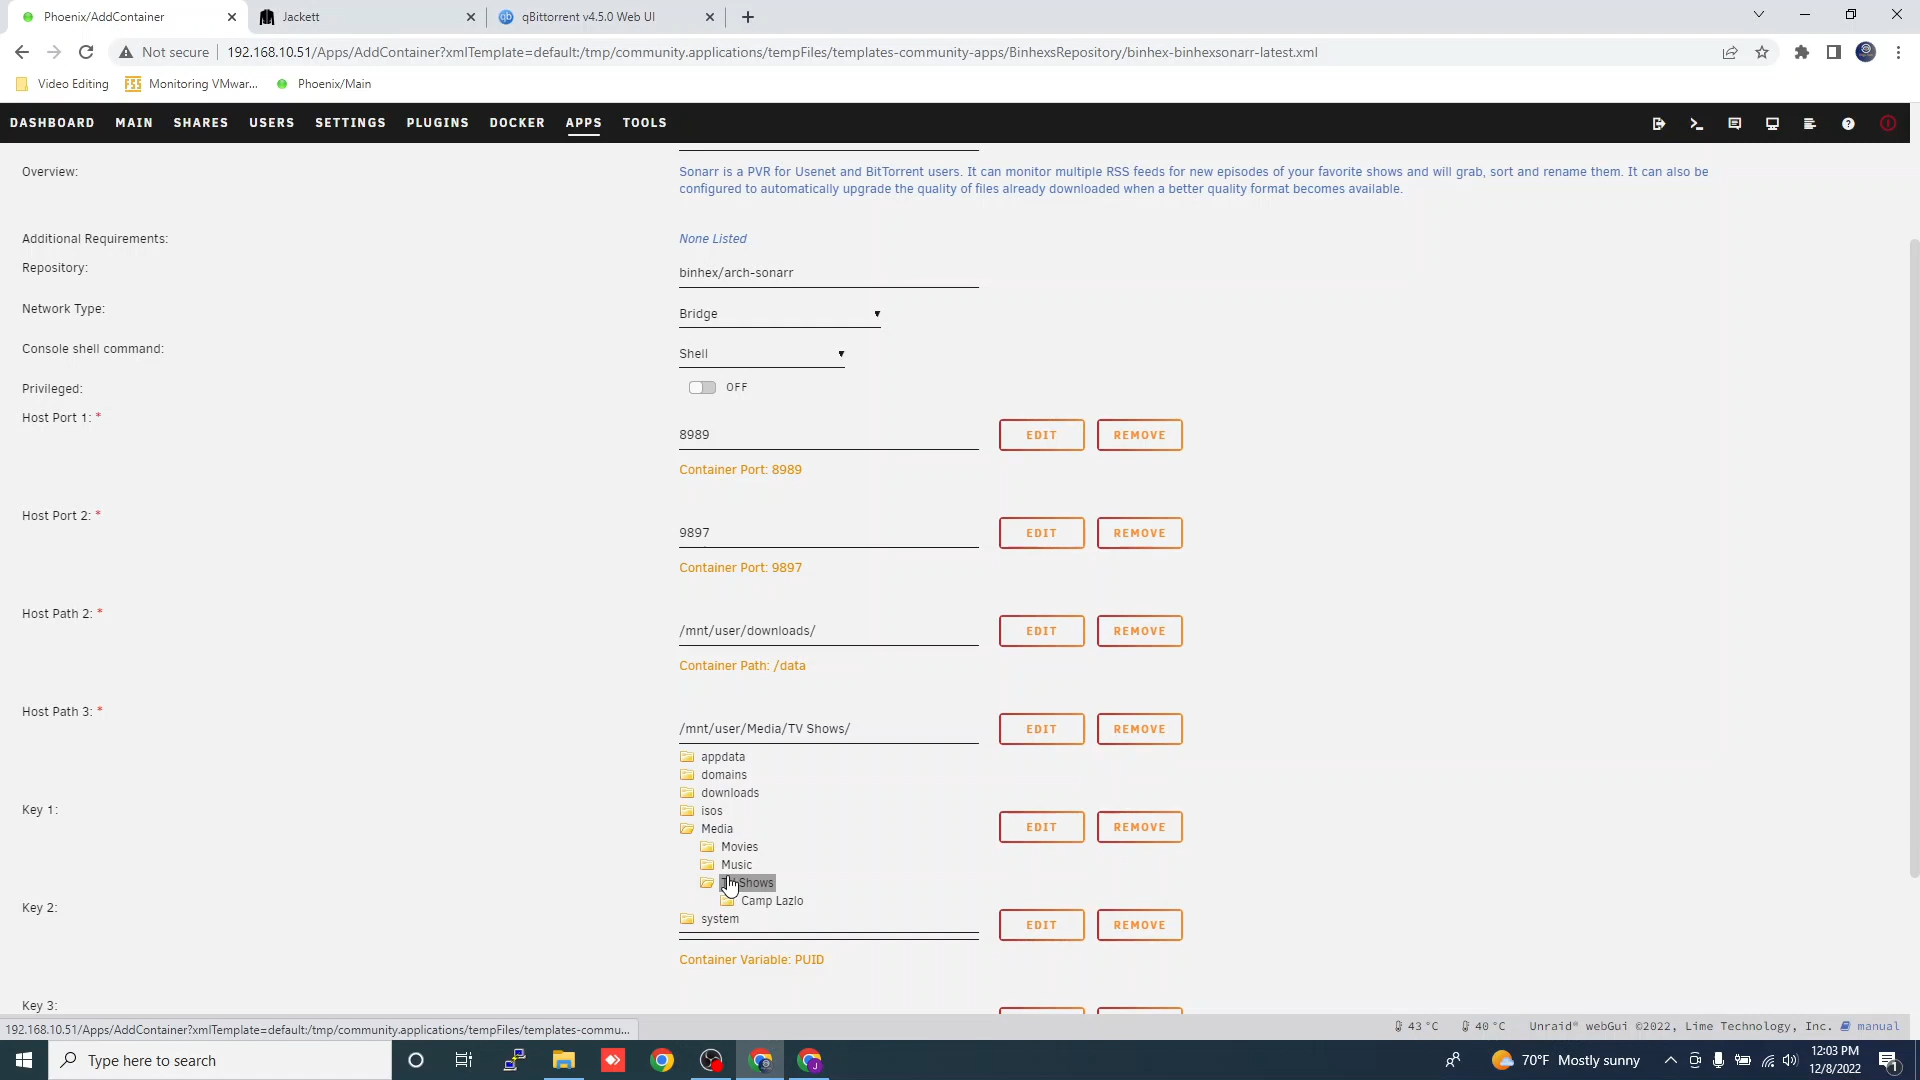 Phoenix/AddContainer
Jackett
qBittorrent v4.5.0 Web UI
Not secure
192.168.10.51/Apps/AddContainer?xmlTemplate=default:/tmp/community.applications/tempFiles/templates-community-apps/BinhexsRepository/binhex-binhexsonarr-latest.xml
Video Editing
Monitoring VMwar...
Phoenix/Main
DASHBOARD MAIN SHARES USERS SETTINGS PLUGINS DOCKER APPS TOOLS
Overview:
Sonarr is a PVR for Usenet and BitTorrent users. It can monitor multiple RSS feeds for new episodes of your favorite shows and will grab, sort and rename them. It can also be
configured to automatically upgrade the quality of files already downloaded when a better quality format becomes available.
Additional Requirements:
None Listed
Repository:
binhex/arch-sonarr
Network Type:
Bridge
Console shell command:
Shell
Privileged:
OFF
Host Port 1: *
8989
EDIT
REMOVE
Container Port: 8989
Host Port 2: *
9897
EDIT
REMOVE
Container Port: 9897
Host Path 2: *
/mnt/user/downloads/
EDIT
REMOVE
Container Path: /data
Host Path 3: *
/mnt/user/Media/TV Shows/
EDIT
REMOVE
appdata
domains
downloads
isos
Media
Movies
Music
Shows
Camp Lazlo
system
Key 1:
EDIT
REMOVE
Key 2:
EDIT
REMOVE
Container Variable: PUID
Key 3:
192.168.10.51/Apps/AddContainer?xmlTemplate=default:/tmp/community.applications/tempFiles/templates-commu...
43 °C
40 °C
Unraid® webGui ©2022, Lime Technology, Inc.
manual
Type here to search
70°F Mostly sunny
12:03 PM
12/8/2022
1